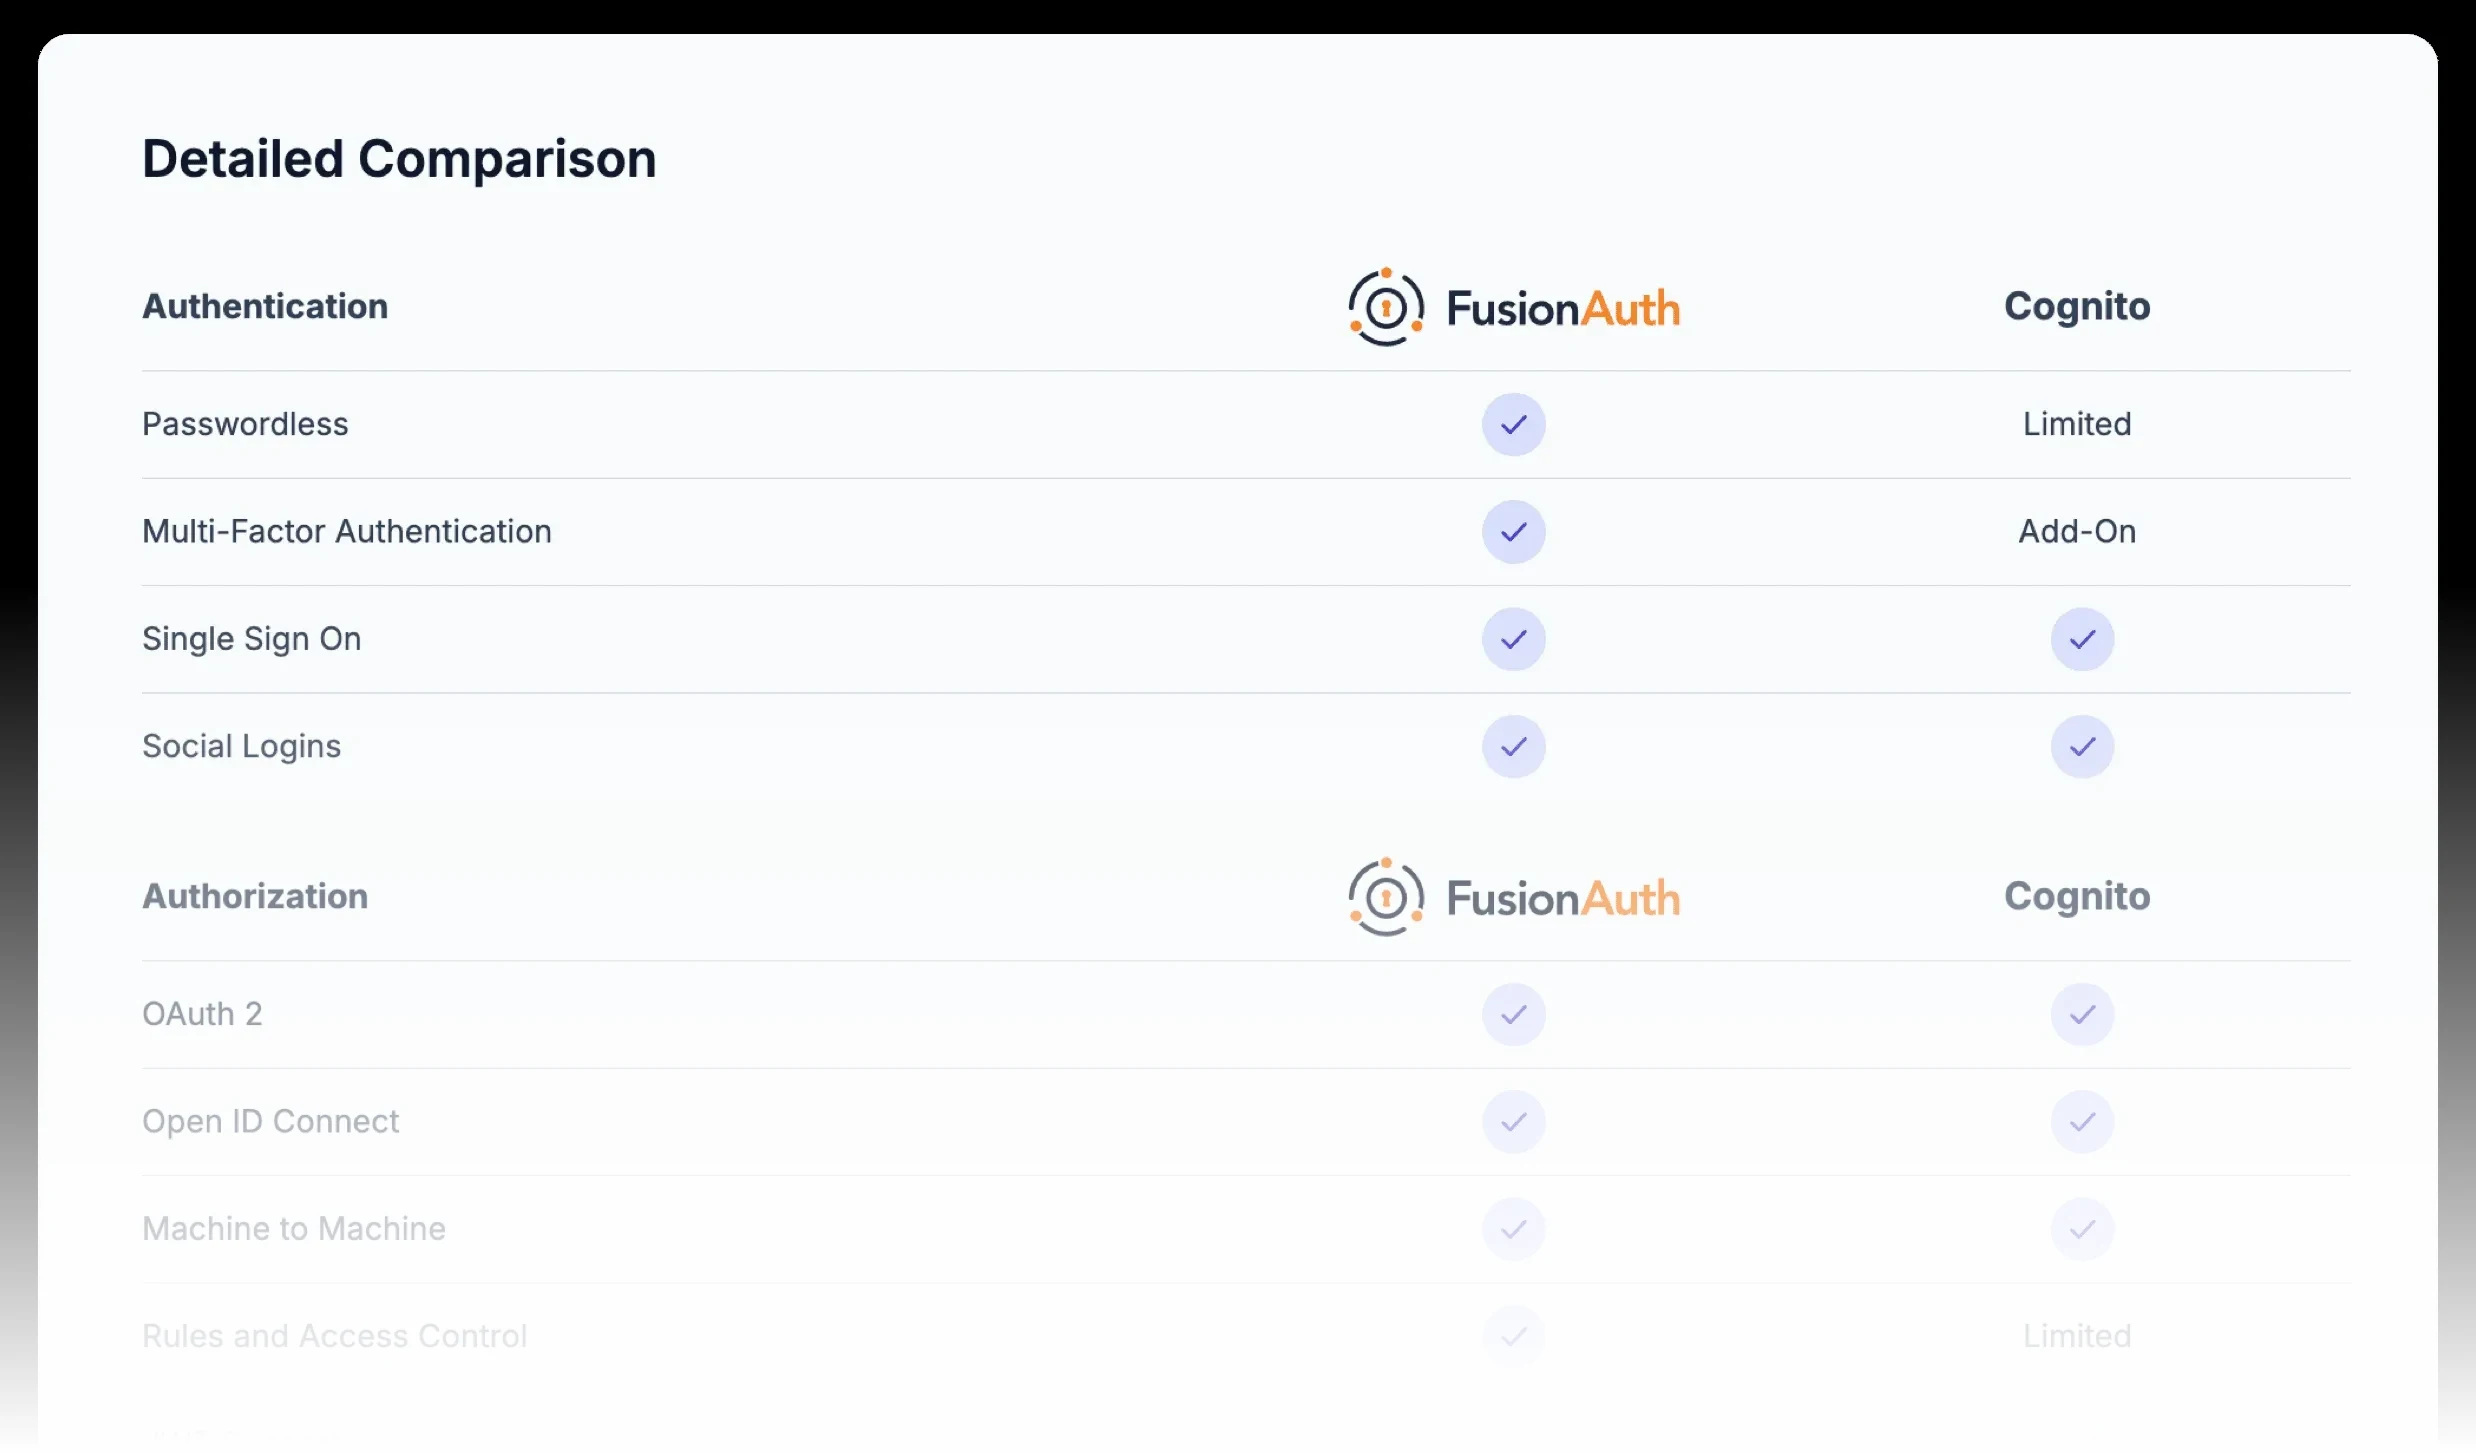 Detailed Comparison
Authentication FusionAuth Cognito
Passwordless Limited
Multi-Factor Authentication Add-On
Single Sign On
Social Logins
Authorization FusionAuth Cognito
OAuth 2
Open ID Connect
Machine to Machine
Rules and Access Control Limited